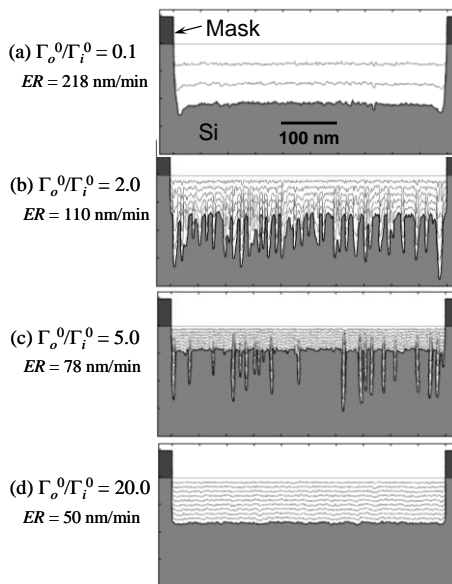 Mask
(a) Γₒ⁰/Γᵢ⁰ = 0.1
ER = 218 nm/min
Si
100 nm
(b) Γₒ⁰/Γᵢ⁰ = 2.0
ER = 110 nm/min
(c) Γₒ⁰/Γᵢ⁰ = 5.0
ER = 78 nm/min
(d) Γₒ⁰/Γᵢ⁰ = 20.0
ER = 50 nm/min